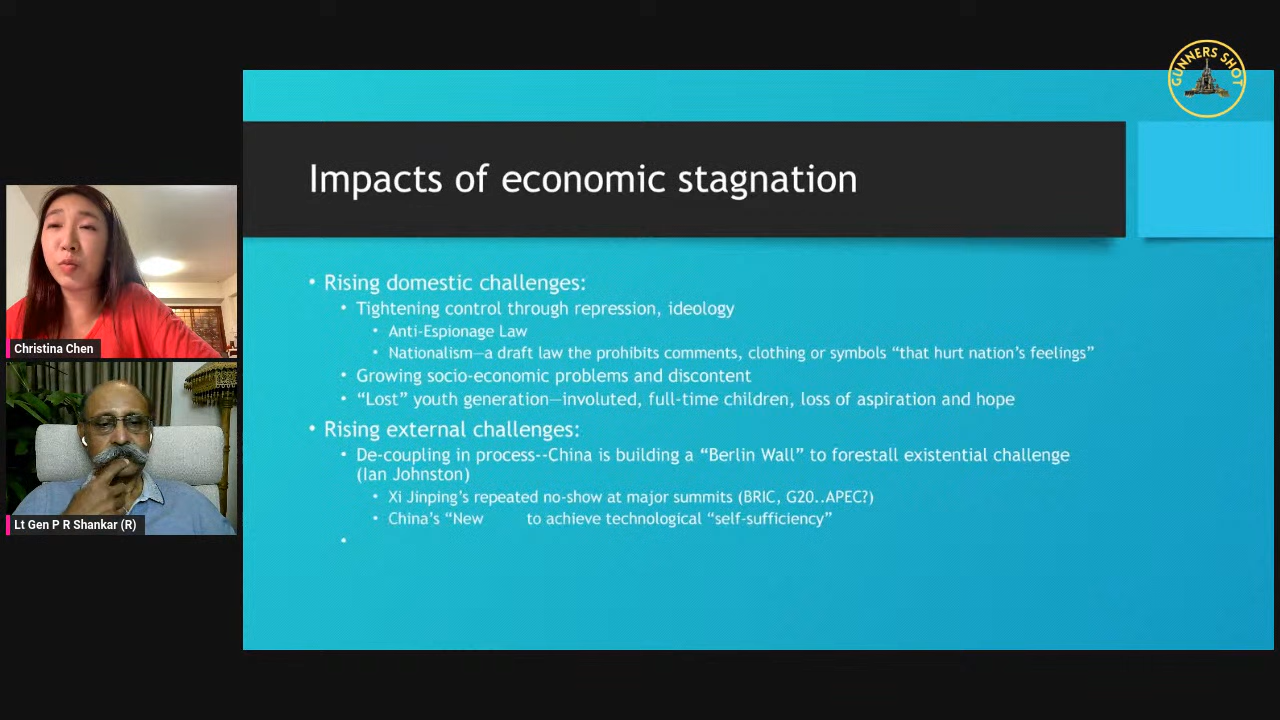 GUNNERS SHOT
Impacts of economic stagnation
• Rising domestic challenges:
• Tightening control through repression, ideology
• Anti-Espionage Law
• Nationalism—a draft law the prohibits comments, clothing or symbols “that hurt nation’s feelings”
• Growing socio-economic problems and discontent
• “Lost” youth generation—involuted, full-time children, loss of aspiration and hope
• Rising external challenges:
• De-coupling in process--China is building a “Berlin Wall” to forestall existential challenge
(Ian Johnston)
• Xi Jinping’s repeated no-show at major summits (BRIC, G20..APEC?)
• China’s “New to achieve technological “self-sufficiency”
•
Christina Chen
Lt Gen P R Shankar (R)